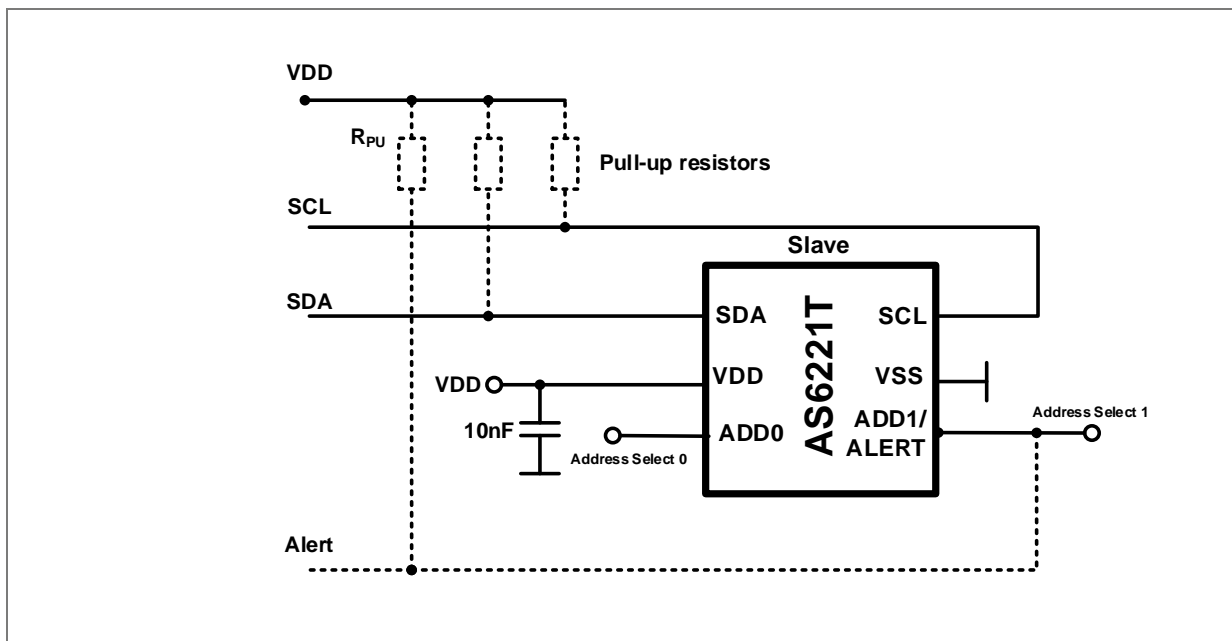 VDD
RPU
Pull-up resistors
SCL
Slave
SDA
SDA
SCL
AS6221T
VDD
VDD
VSS
10nF
ADD0
ADD1/
ALERT
Address Select 1
Address Select 0
Alert